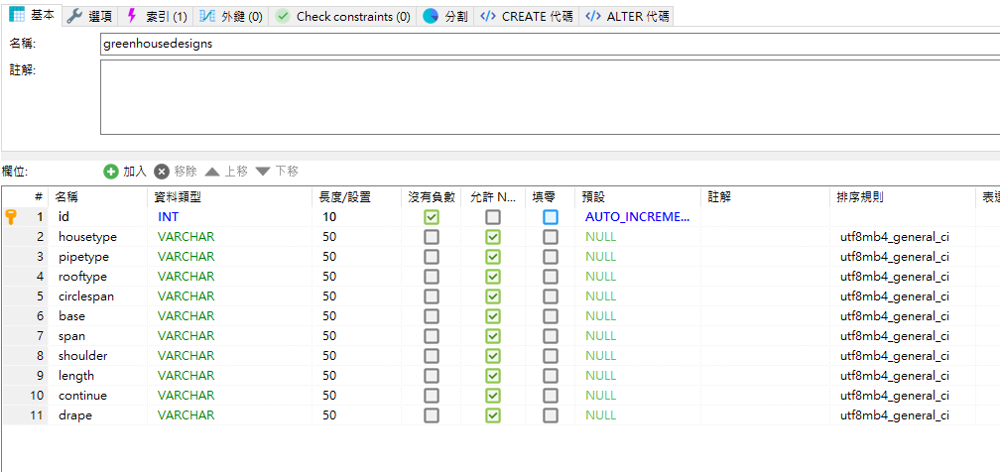 基本 選項 索引 (1) 外鍵 (0) Check constraints (0) 分割 CREATE 代碼 ALTER 代碼
名稱: greenhousedesigns
註解:
欄位: 加入 移除 上移 下移
# 名稱 資料類型 長度/設置 沒有負數 允許 N... 填零 預設 註解 排序規則 表達
1 id INT 10 AUTO_INCREME...
2 housetype VARCHAR 50 NULL utf8mb4_general_ci
3 pipetype VARCHAR 50 NULL utf8mb4_general_ci
4 rooftype VARCHAR 50 NULL utf8mb4_general_ci
5 circlespan VARCHAR 50 NULL utf8mb4_general_ci
6 base VARCHAR 50 NULL utf8mb4_general_ci
7 span VARCHAR 50 NULL utf8mb4_general_ci
8 shoulder VARCHAR 50 NULL utf8mb4_general_ci
9 length VARCHAR 50 NULL utf8mb4_general_ci
10 continue VARCHAR 50 NULL utf8mb4_general_ci
11 drape VARCHAR 50 NULL utf8mb4_general_ci